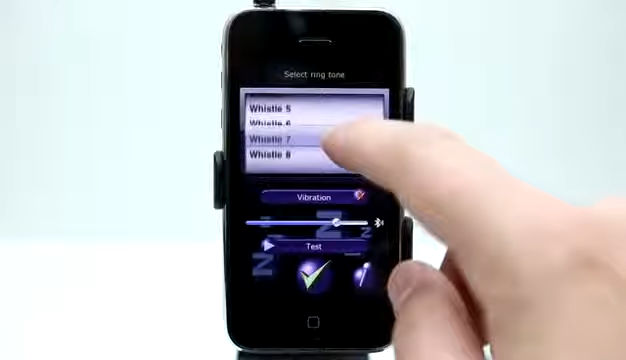 Select ring tone
Whistle 5
Whistle 6
Whistle 7
Whistle 8
Vibration
Test